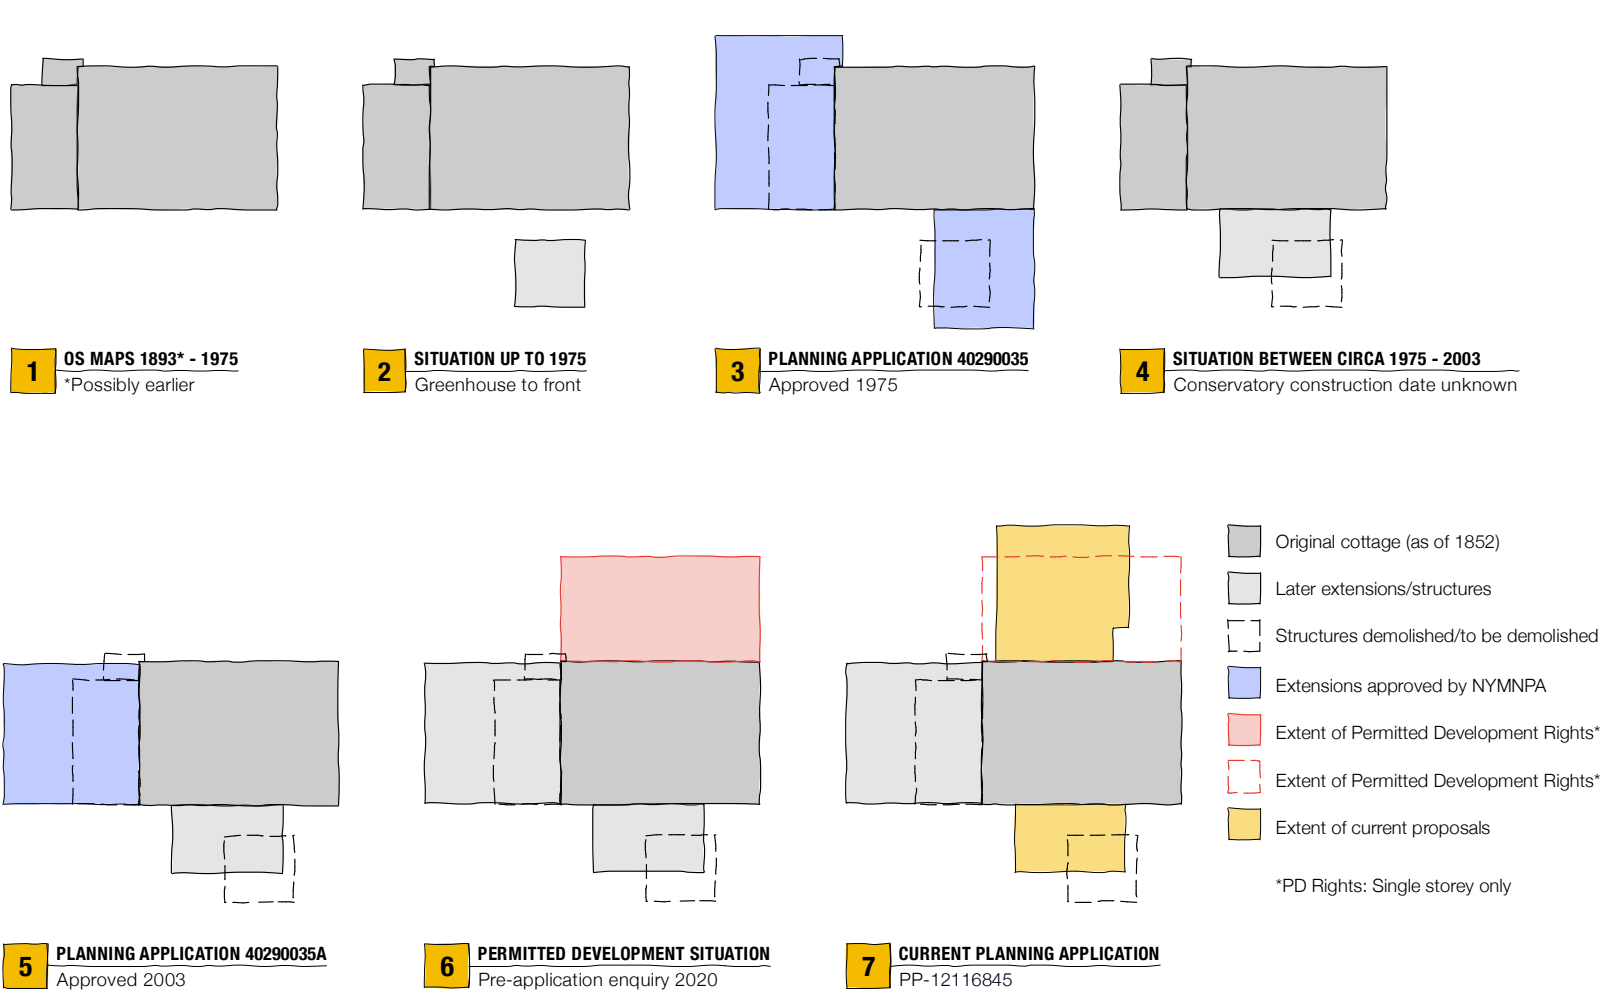 1
OS MAPS 1893* - 1975
*Possibly earlier
2
SITUATION UP TO 1975
Greenhouse to front
3
PLANNING APPLICATION 40290035
Approved 1975
4
SITUATION BETWEEN CIRCA 1975 - 2003
Conservatory construction date unknown
Original cottage (as of 1852)
Later extensions/structures
Structures demolished/to be demolished
Extensions approved by NYMNPA
Extent of Permitted Development Rights*
Extent of Permitted Development Rights*
Extent of current proposals
*PD Rights: Single storey only
5
PLANNING APPLICATION 40290035A
Approved 2003
6
PERMITTED DEVELOPMENT SITUATION
Pre-application enquiry 2020
7
CURRENT PLANNING APPLICATION
PP-12116845